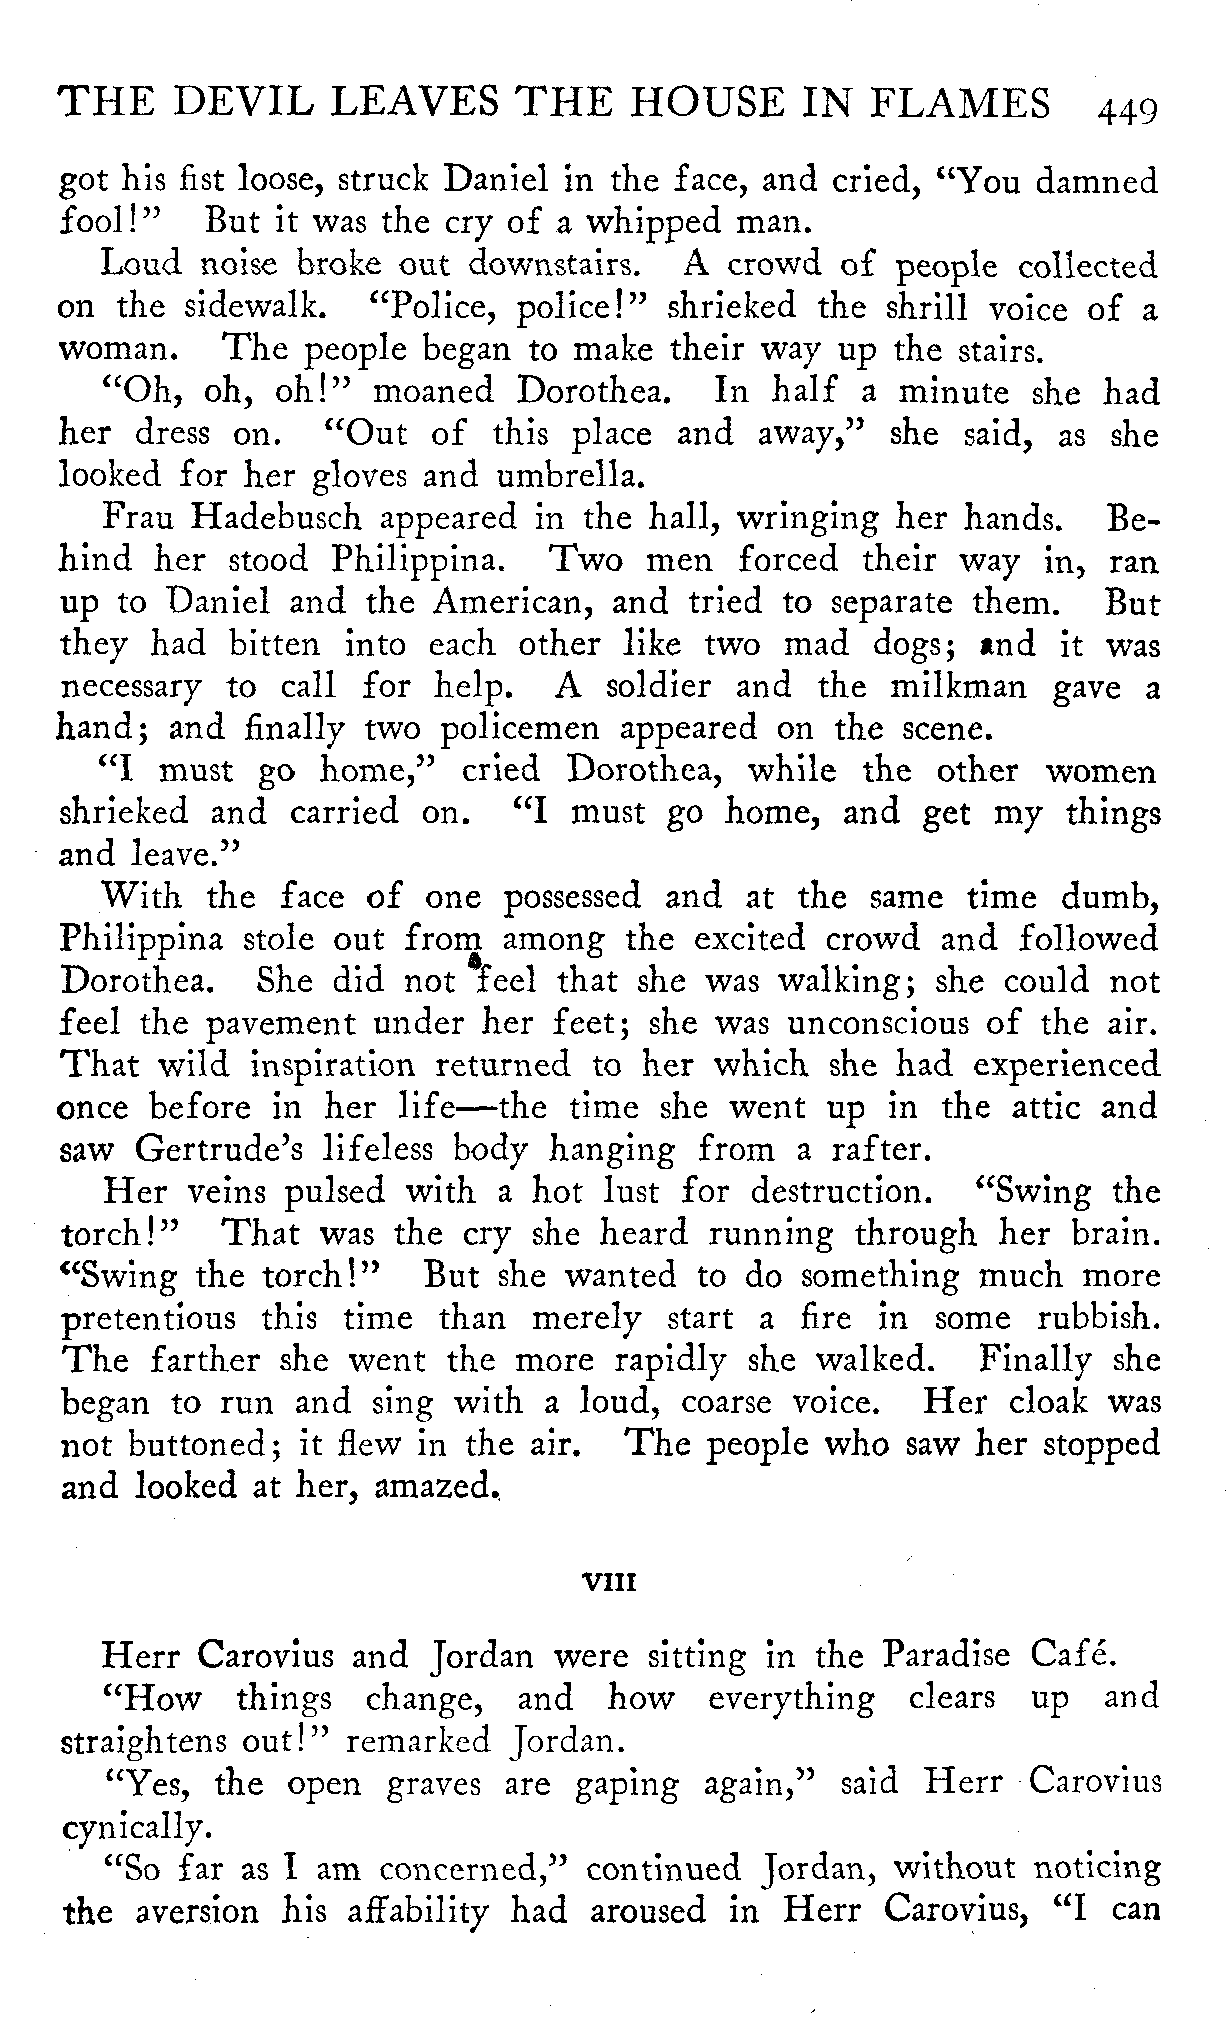 THE DEVIL LEAVES THE HOUSE IN FLAMES 449
got his fist loose, struck Daniel in the face, and cried, “You damned
fool!” But it was the cry of a whipped man.
Loud noise broke out downstairs. A crowd of people collected
on the sidewalk. “Police, police!” shrieked the shrill voice of a
woman. The people began to make their way up the stairs.
“Oh, oh, oh!” moaned Dorothea. In half a minute she had
her dress on. “Out of this place and away,” she said, as she
looked for her gloves and umbrella.
Frau Hadebusch appeared in the hall, wringing her hands. Be-
hind her stood Philippina. Two men forced their way in, ran
up to Daniel and the American, and tried to separate them. But
they had bitten into each other like two mad dogs; and it was
necessary to call for help. A soldier and the milkman gave a
hand; and finally two policemen appeared on the scene.
“I must go home,” cried Dorothea, while the other women
shrieked and carried on. “I must go home, and get my things
and leave.”
With the face of one possessed and at the same time dumb,
Philippina stole out from among the excited crowd and followed
Dorothea. She did not feel that she was walking; she could not
feel the pavement under her feet; she was unconscious of the air.
That wild inspiration returned to her which she had experienced
once before in her life—the time she went up in the attic and
saw Gertrude’s lifeless body hanging from a rafter.
Her veins pulsed with a hot lust for destruction. “Swing the
torch!” That was the cry she heard running through her brain.
“Swing the torch!” But she wanted to do something much more
pretentious this time than merely start a fire in some rubbish.
The farther she went the more rapidly she walked. Finally she
began to run and sing with a loud, coarse voice. Her cloak was
not buttoned; it flew in the air. The people who saw her stopped
and looked at her, amazed.
VIII
Herr Carovius and Jordan were sitting in the Paradise Café.
“How things change, and how everything clears up and
straightens out!” remarked Jordan.
“Yes, the open graves are gaping again,” said Herr Carovius
cynically.
“So far as I am concerned,” continued Jordan, without noticing
the aversion his affability had aroused in Herr Carovius, “I can